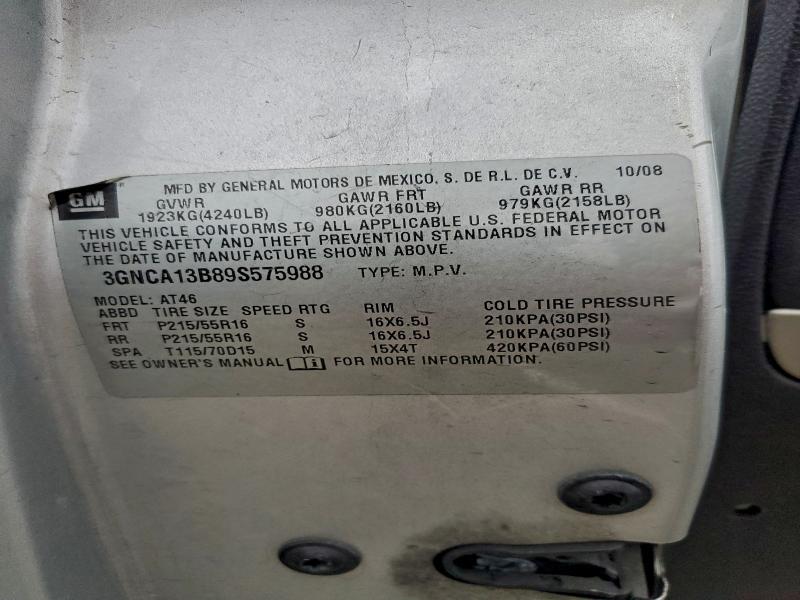 GM
MFD BY GENERAL MOTORS DE MEXICO, S. DE R.L. DE C.V. 10/08
GVWR GAWR FRT GAWR RR
1923KG(4240LB) 980KG(2160LB) 979KG(2158LB)
THIS VEHICLE CONFORMS TO ALL APPLICABLE U.S. FEDERAL MOTOR
VEHICLE SAFETY AND THEFT PREVENTION STANDARDS IN EFFECT ON
THE DATE OF MANUFACTURE SHOWN ABOVE.
3GNCA13B89S575988 TYPE: M.P.V.
MODEL: AT46
ABBD TIRE SIZE SPEED RTG RIM COLD TIRE PRESSURE
FRT P215/55R16 S 16X6.5J 210KPA(30PSI)
RR P215/55R16 S 16X6.5J 210KPA(30PSI)
SPA T115/70D15 M 15X4T 420KPA(60PSI)
SEE OWNER'S MANUAL i FOR MORE INFORMATION.